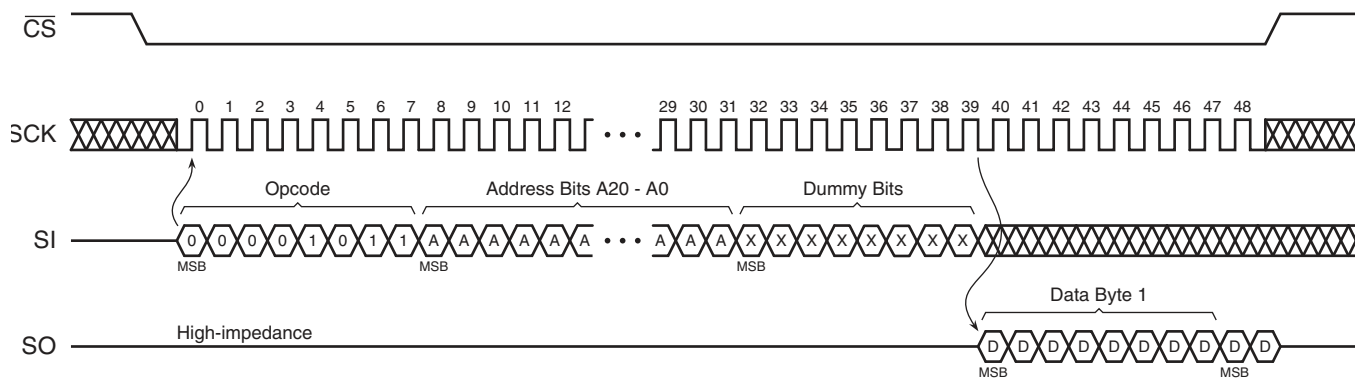 CS
0 1 2 3 4 5 6 7 8 9 10 11 12 29 30 31 32 33 34 35 36 37 38 39 40 41 42 43 44 45 46 47 48
SCK
Opcode Address Bits A20 - A0 Dummy Bits
SI 0 0 0 0 1 0 1 1 A A A A A A A A A X X X X X X X X
MSB MSB MSB
Data Byte 1
High-impedance
SO D D D D D D D D D D
MSB MSB